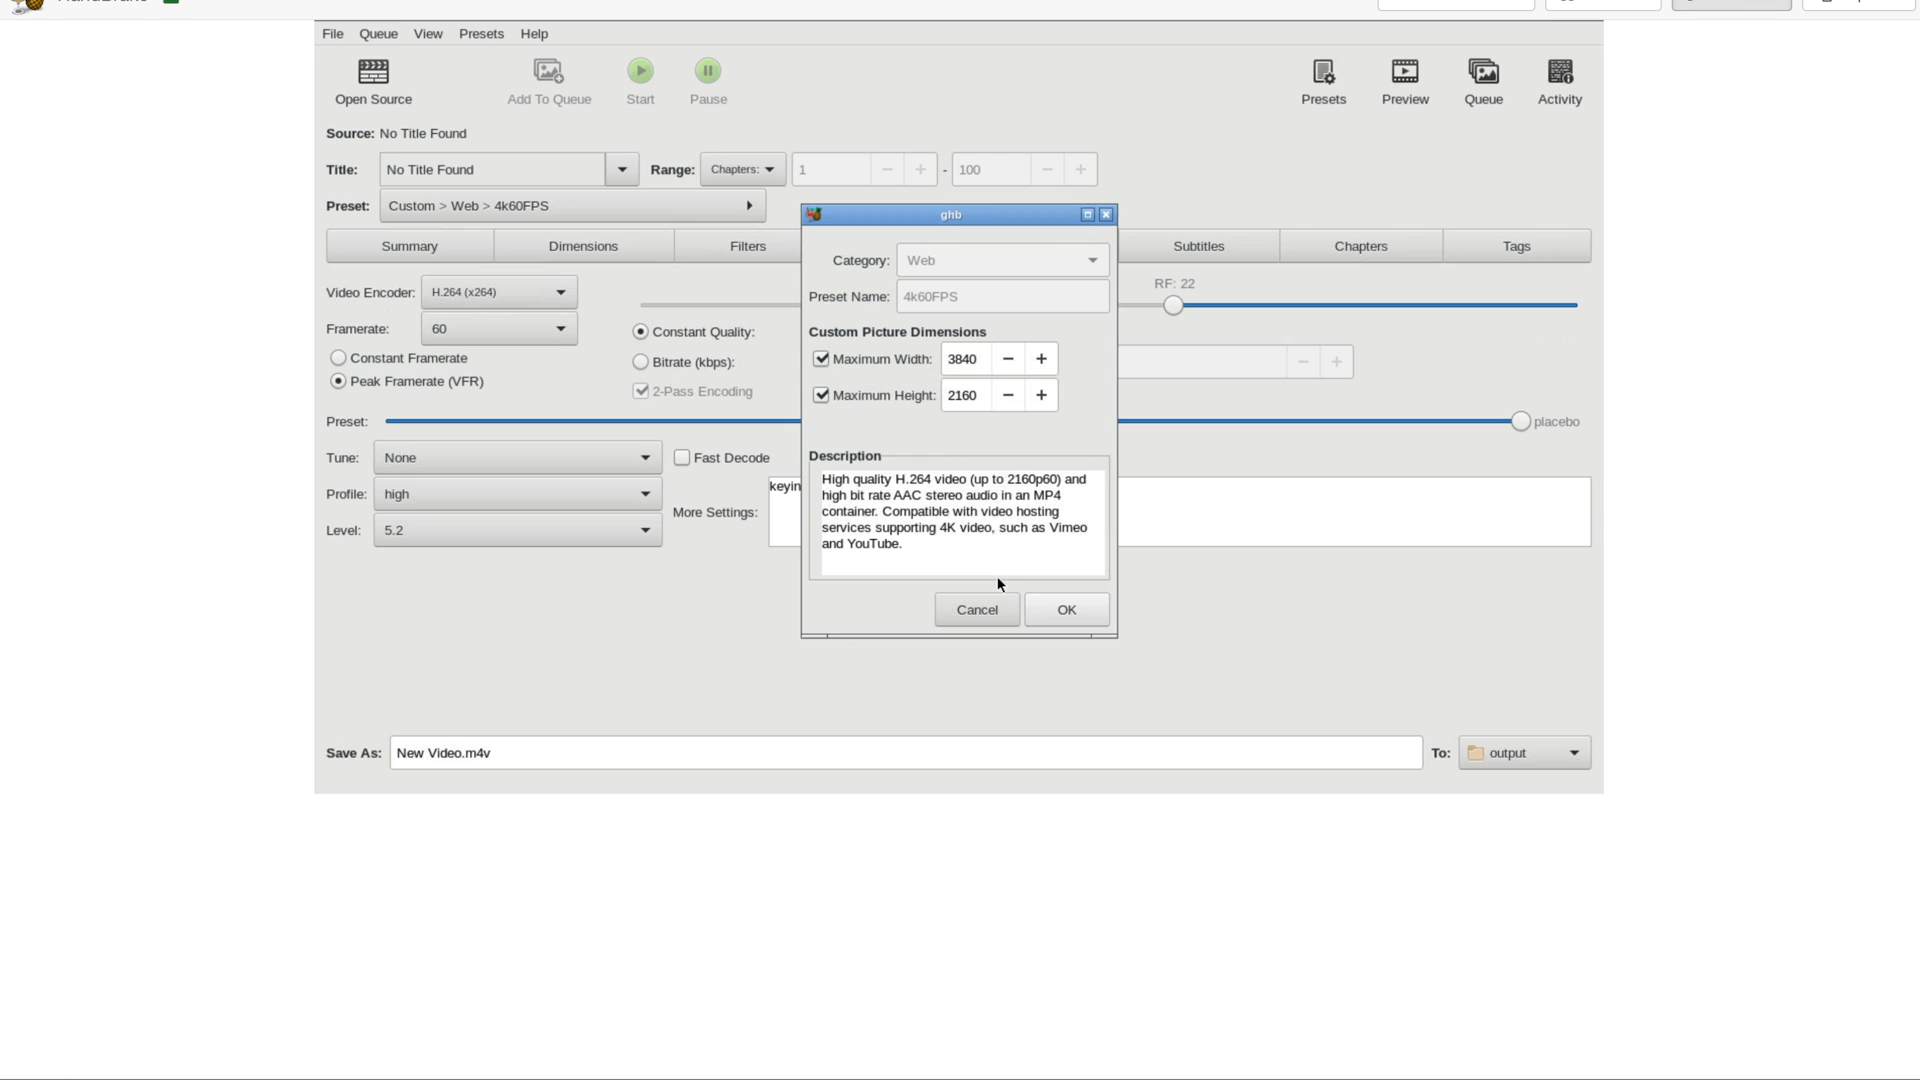 File Queue View Presets Help
Open Source Add To Queue Start Pause Presets Preview Queue Activity
Source: No Title Found
Title: No Title Found Range: Chapters: 1 - 100
Preset: Custom > Web > 4k60FPS
ghb
Summary Dimensions Filters Subtitles Chapters Tags
Category: Web
Preset Name: 4k60FPS
Video Encoder: H.264 (x264)
RF: 22
Framerate: 60
Constant Quality:
Constant Framerate
Bitrate (kbps):
Peak Framerate (VFR)
2-Pass Encoding
Custom Picture Dimensions
Maximum Width: 3840
Maximum Height: 2160
Preset: placebo
Tune: None Fast Decode
Profile: high
More Settings: keyin
Level: 5.2
Description
High quality H.264 video (up to 2160p60) and
high bit rate AAC stereo audio in an MP4
container. Compatible with video hosting
services supporting 4K video, such as Vimeo
and YouTube.
Cancel OK
Save As: New Video.m4v To: output